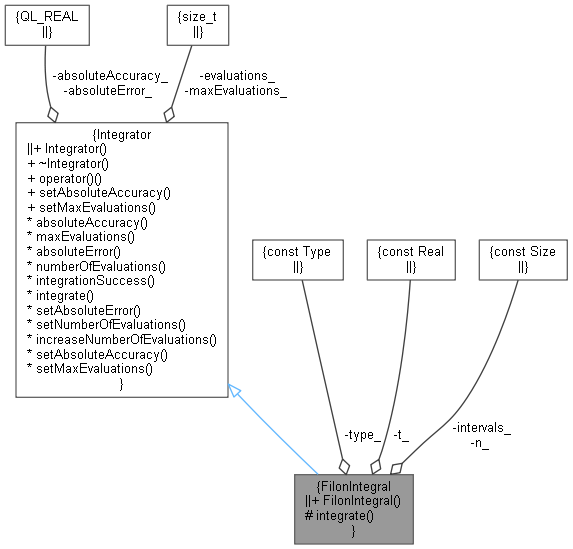 {QL_REAL
||}
{size_t
||}
-absoluteAccuracy_
-absoluteError_
-evaluations_
-maxEvaluations_
{Integrator
||+ Integrator()
+ ~Integrator()
+ operator()()
+ setAbsoluteAccuracy()
+ setMaxEvaluations()
* absoluteAccuracy()
* maxEvaluations()
* absoluteError()
* numberOfEvaluations()
* integrationSuccess()
* integrate()
* setAbsoluteError()
* setNumberOfEvaluations()
* increaseNumberOfEvaluations()
* setAbsoluteAccuracy()
* setMaxEvaluations()
}
{const Type
||}
{const Real
||}
{const Size
||}
-type_
-t_
-intervals_
-n_
{FilonIntegral
||+ FilonIntegral()
# integrate()
}